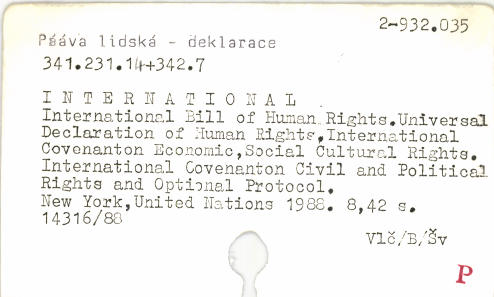 2-932.035
Pááva lidská - deklarace
341.231.14+342.7
I N T E R N A T I O N A L
International Bill of Human Rights.Universal
Declaration of Human Rights,International
Covenanton Economic,Social Cultural Rights.
International Covenanton Civil and Political
Rights and Optional Protocol.
New York,United Nations 1988. 8,42 s.
14316/88
Vlč/B/Šv
P